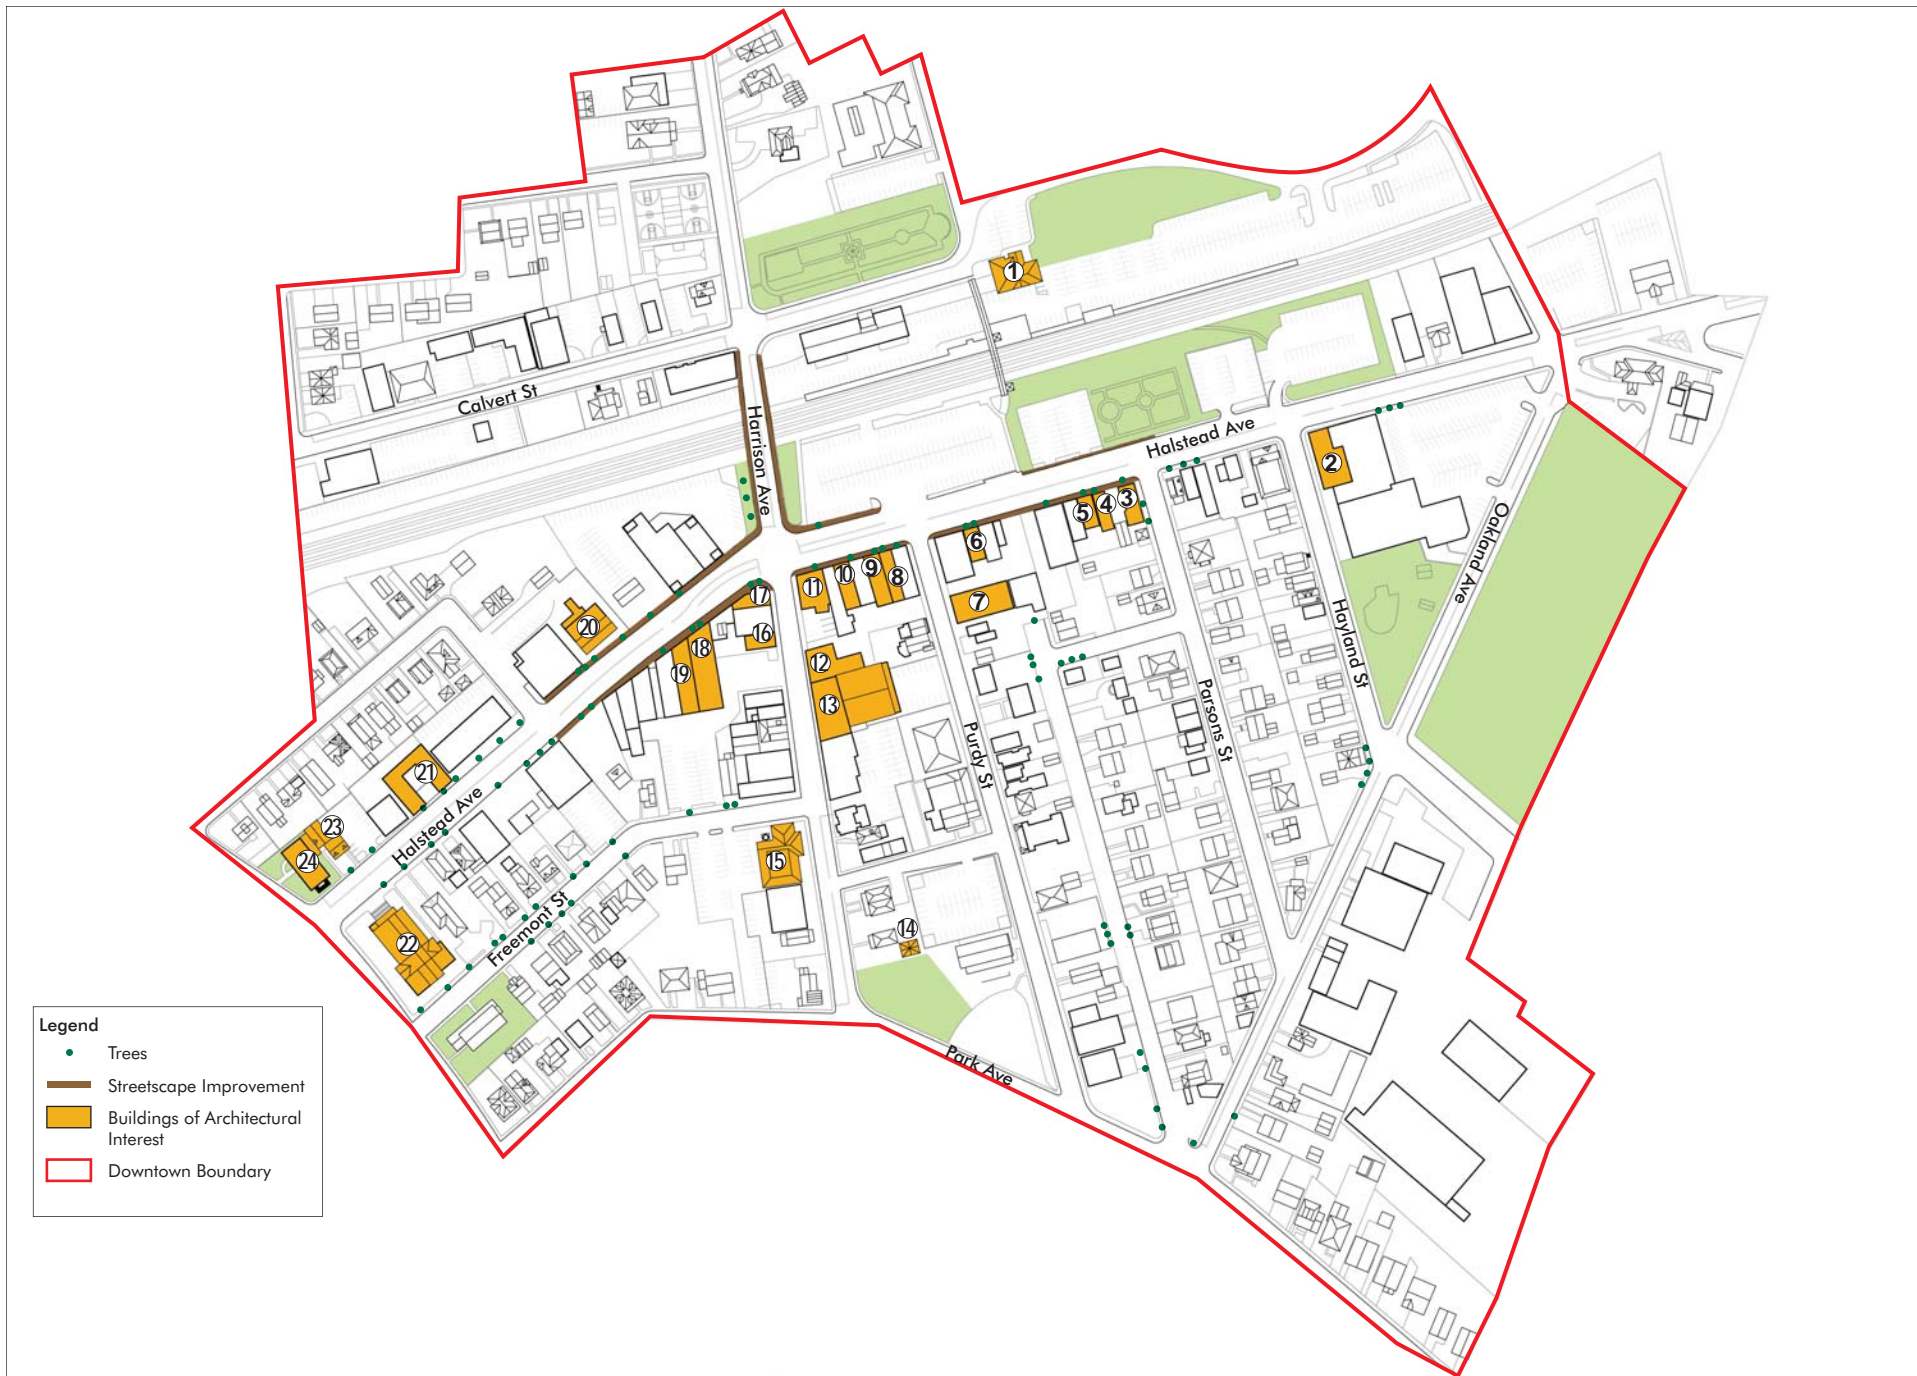 1
Calvert St
Harrison Ave
Halstead Ave
2
3
4
5
6
7
8
9
10
11
12
13
14
15
16
17
18
19
20
21
22
23
24
Oakland Ave
Hayland St
Parsons St
Purdy St
Halstead Ave
Freemont St
Park Ave
Legend
Trees
Streetscape Improvement
Buildings of Architectural
Interest
Downtown Boundary